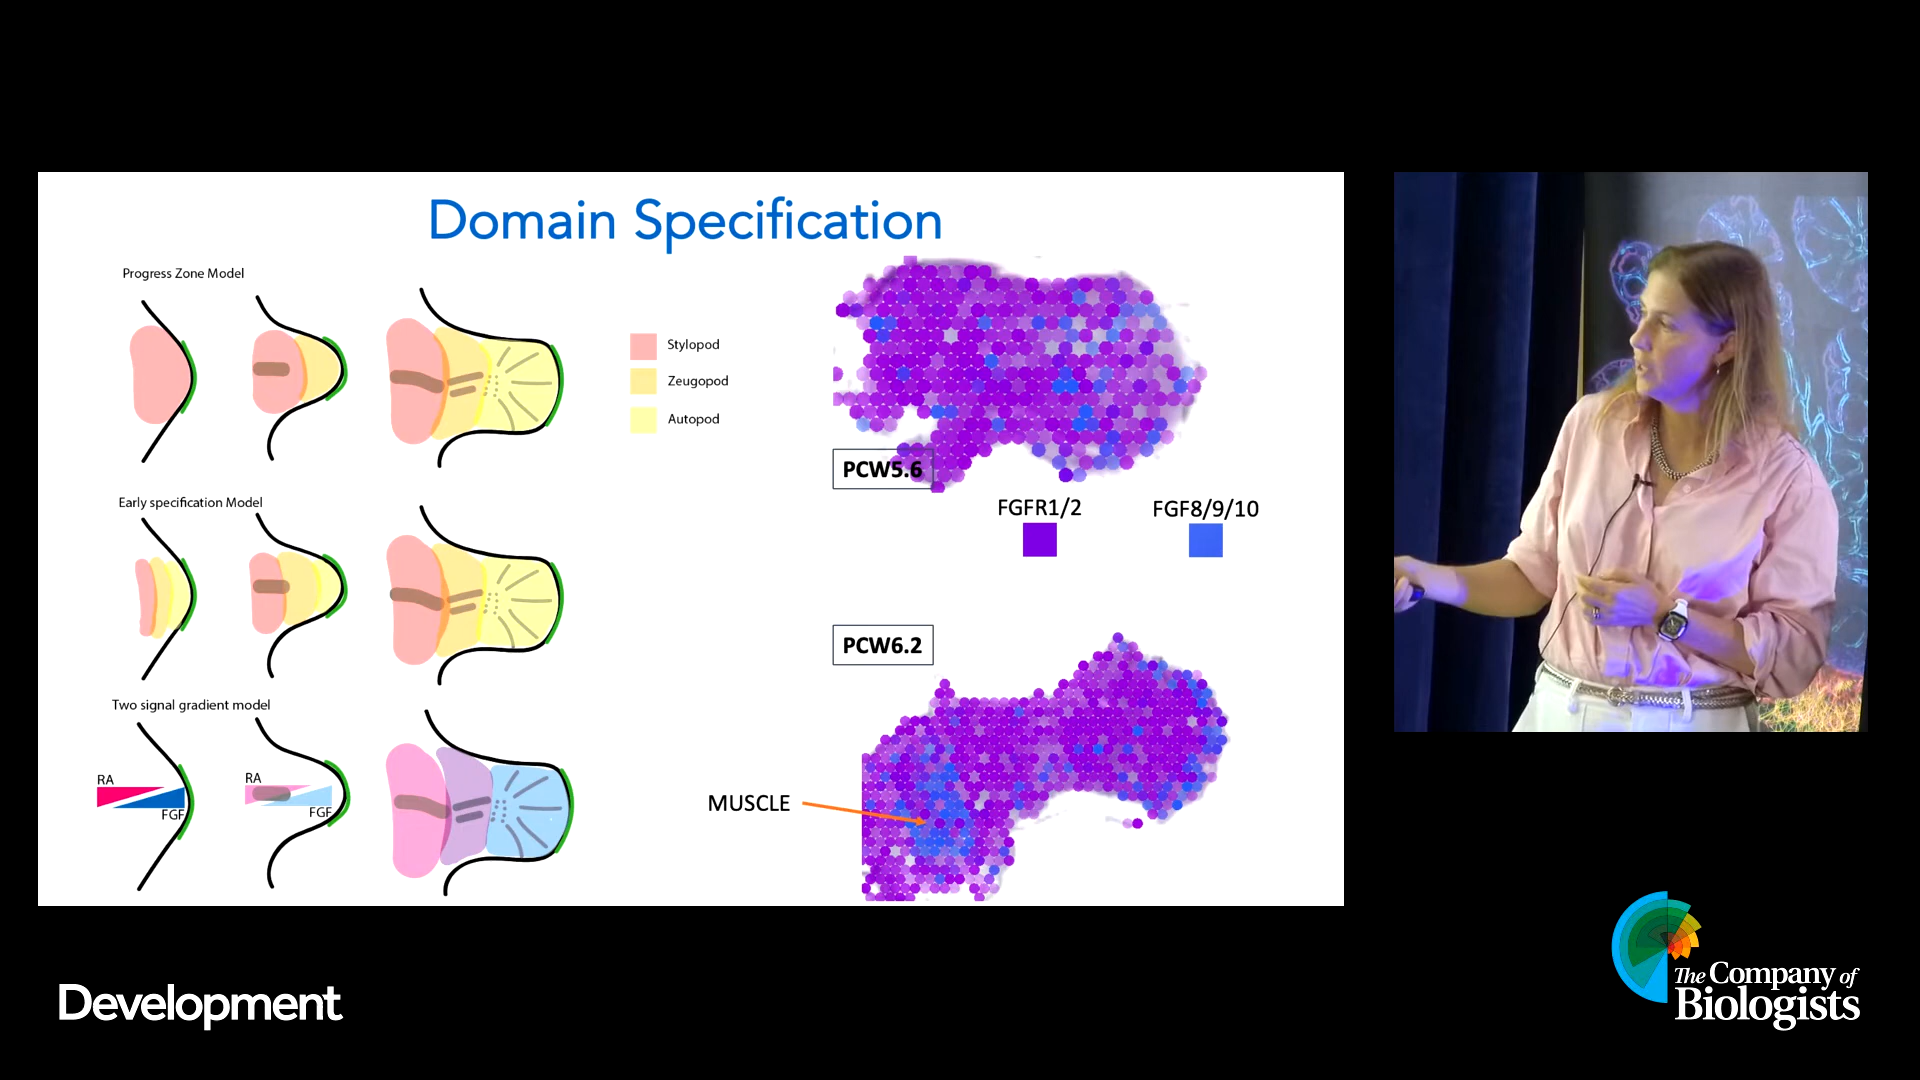 Domain Specification
Progress Zone Model
Stylopod
Zeugopod
Autopod
PCW5.6
FGFR1/2
FGF8/9/10
Early specification Model
PCW6.2
Two signal gradient model
RA
FGF
RA
FGF
MUSCLE
Development
The Company of
Biologists